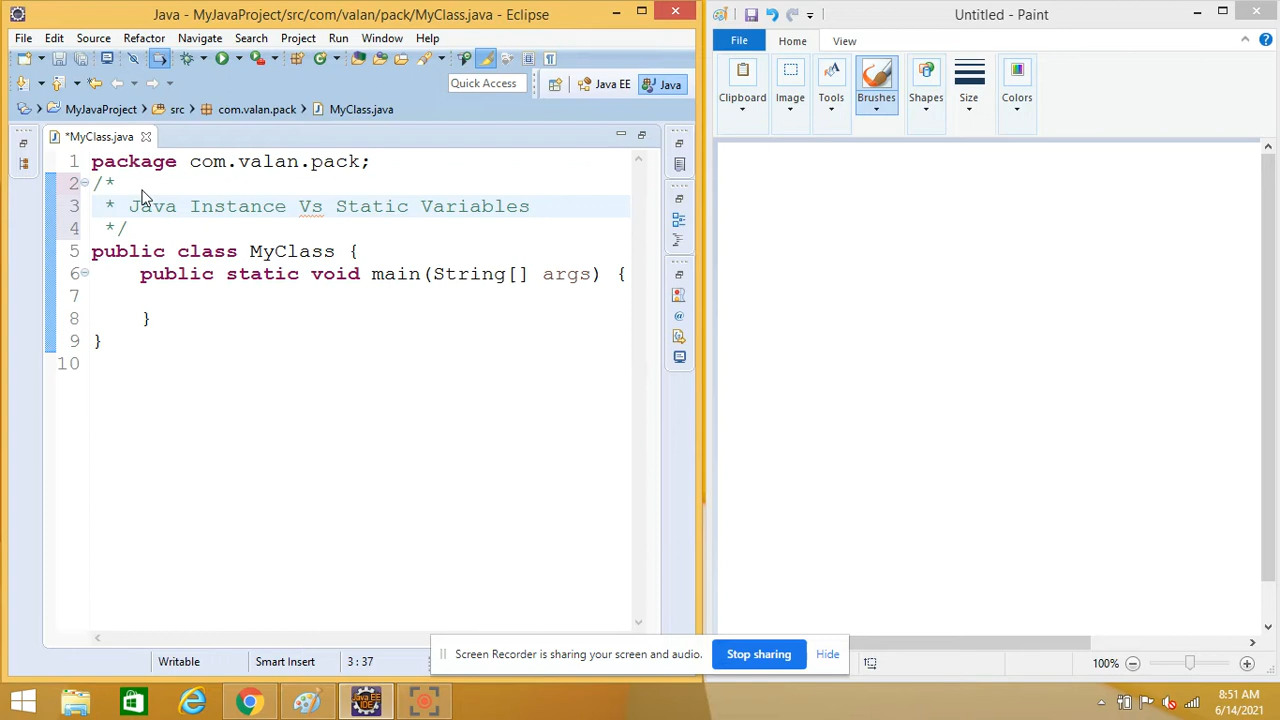 Java - MyJavaProject/src/com/valan/pack/MyClass.java - Eclipse
File Edit Source Refactor Navigate Search Project Run Window Help
Quick Access Java EE Java
MyJavaProject src com.valan.pack MyClass.java
*MyClass.java
1 package com.valan.pack;
2 /*
3 * Java Instance Vs Static Variables
4 */
5 public class MyClass {
6 public static void main(String[] args) {
7
8 }
9 }
10
Writable Smart Insert 3 : 37
Untitled - Paint
File Home View
Clipboard Image Tools Brushes Shapes Size Colors
100%
Screen Recorder is sharing your screen and audio. Stop sharing Hide
Java EE IDE
8:51 AM
6/14/2021